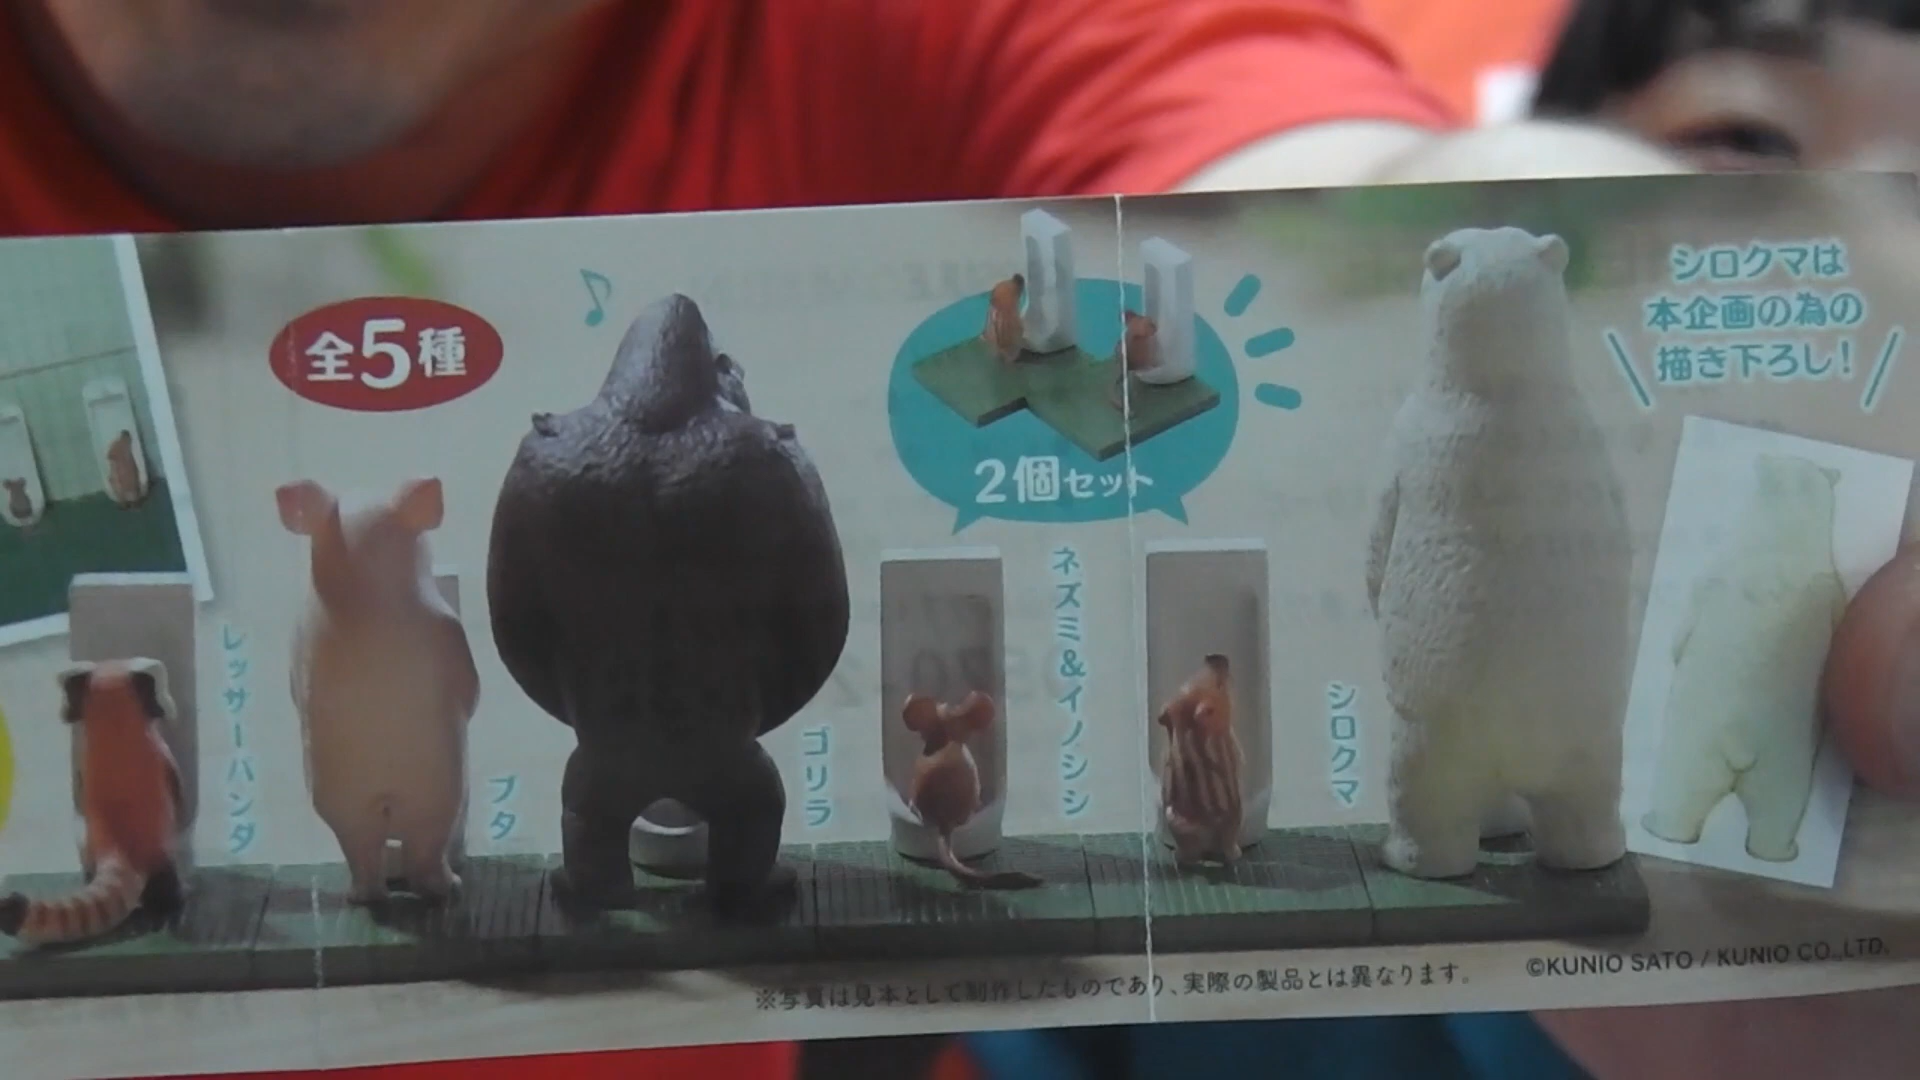 全5種
♪
2個セット
シロクマは
本企画の為の
描き下ろし!
レッサーパンダ
ブタ
ゴリラ
ネズミ&イノシシ
シロクマ
※写真は見本として制作したものであり、実際の製品とは異なります。
©KUNIO SATO / KUNIO CO.,LTD.